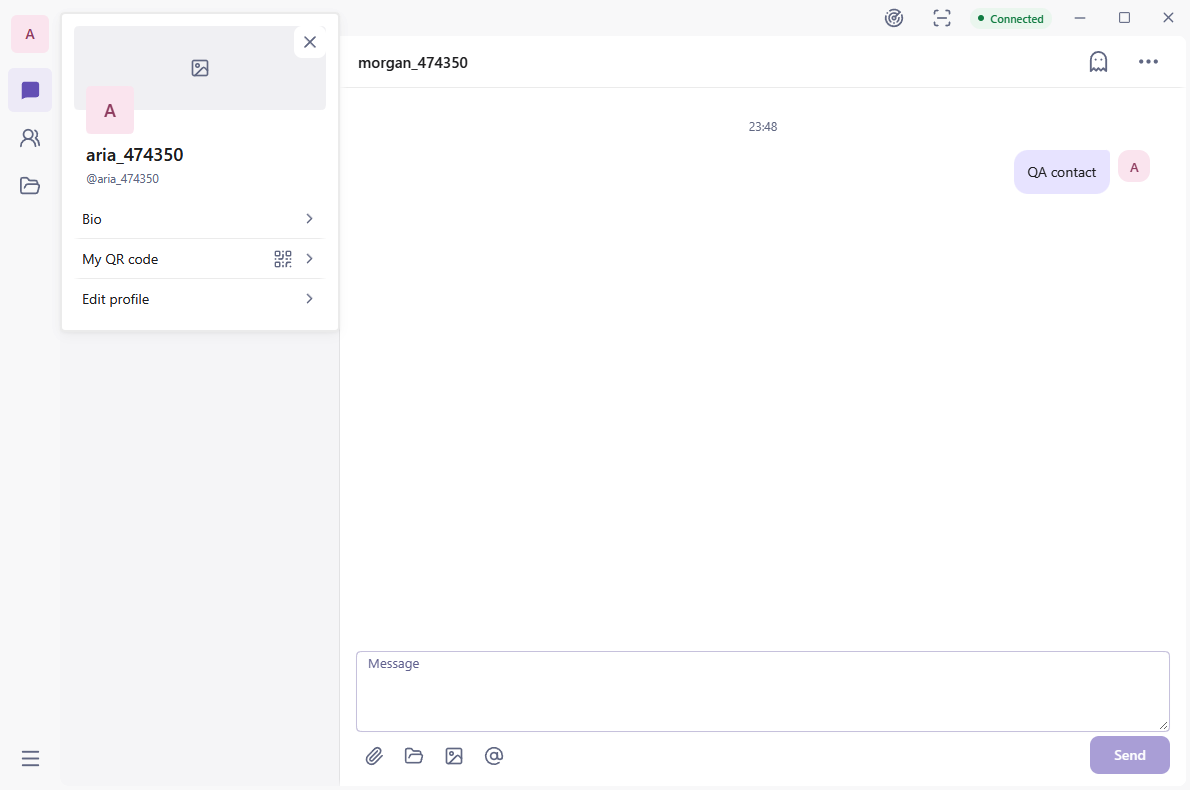 A
Connected
A
aria_474350
@aria_474350
Bio
My QR code
Edit profile
morgan_474350
23:48
QA contact
A
Message
Send